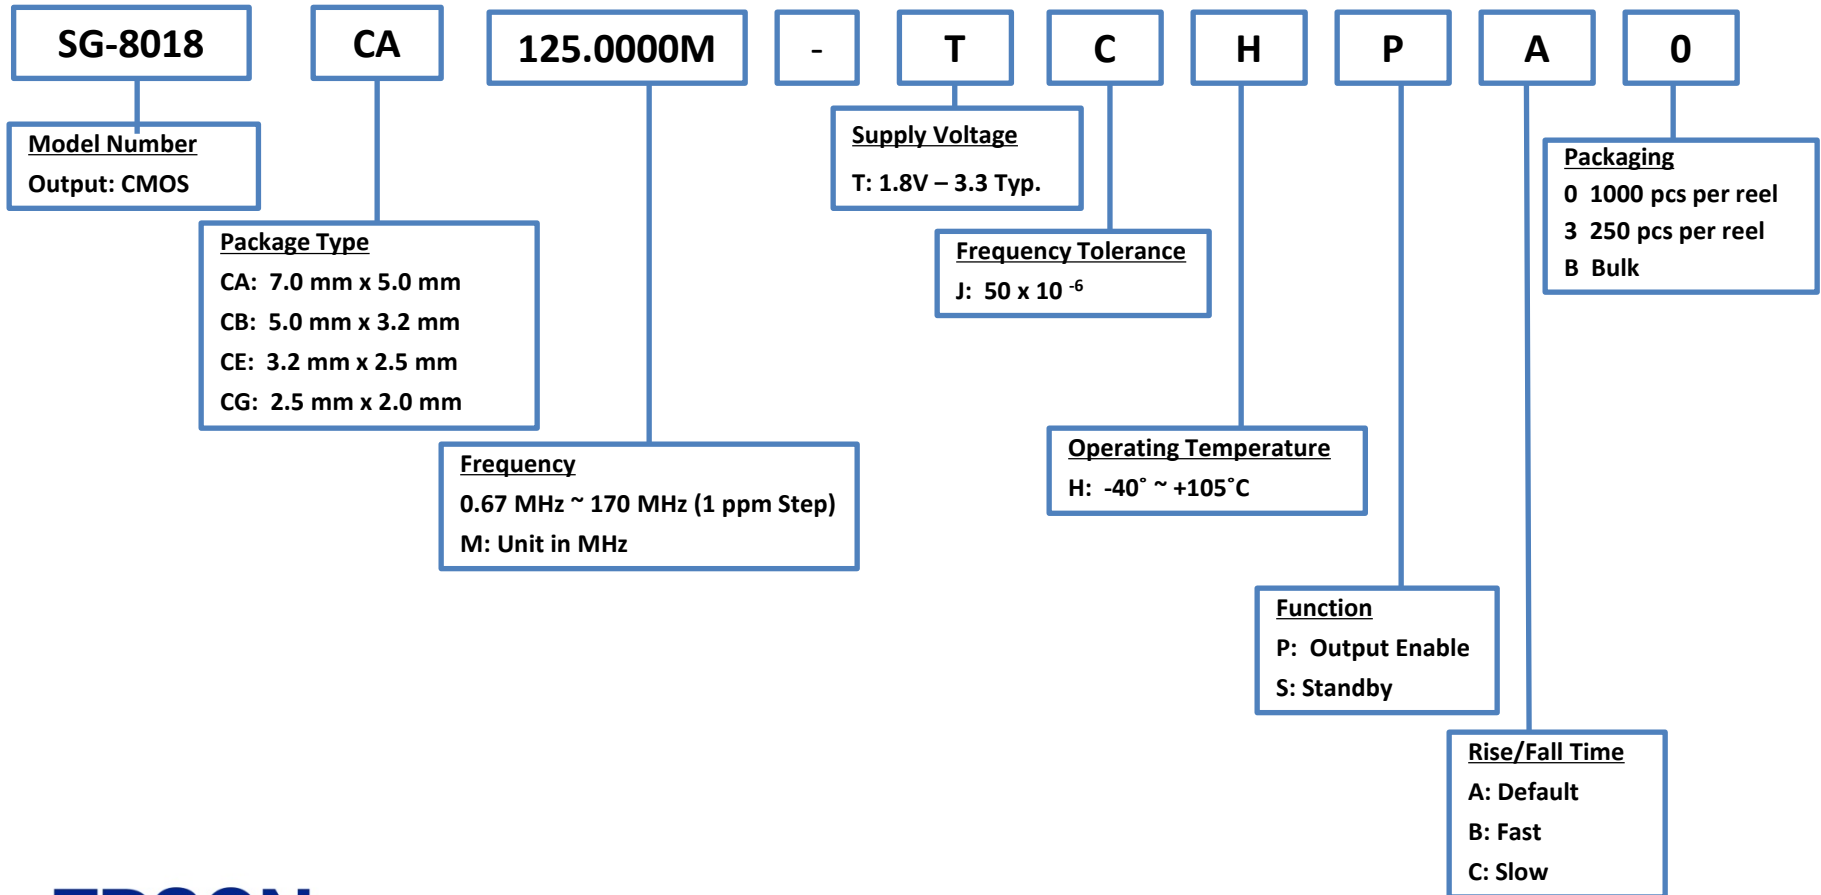 SG-8018 CA 125.0000M - T C H P A 0
Model Number
Output: CMOS
Package Type
CA: 7.0 mm x 5.0 mm
CB: 5.0 mm x 3.2 mm
CE: 3.2 mm x 2.5 mm
CG: 2.5 mm x 2.0 mm
Frequency
0.67 MHz ~ 170 MHz (1 ppm Step)
M: Unit in MHz
Supply Voltage
T: 1.8V – 3.3 Typ.
Frequency Tolerance
J: 50 x 10 -6
Operating Temperature
H: -40˚ ~ +105˚C
Function
P: Output Enable
S: Standby
Rise/Fall Time
A: Default
B: Fast
C: Slow
Packaging
0 1000 pcs per reel
3 250 pcs per reel
B Bulk